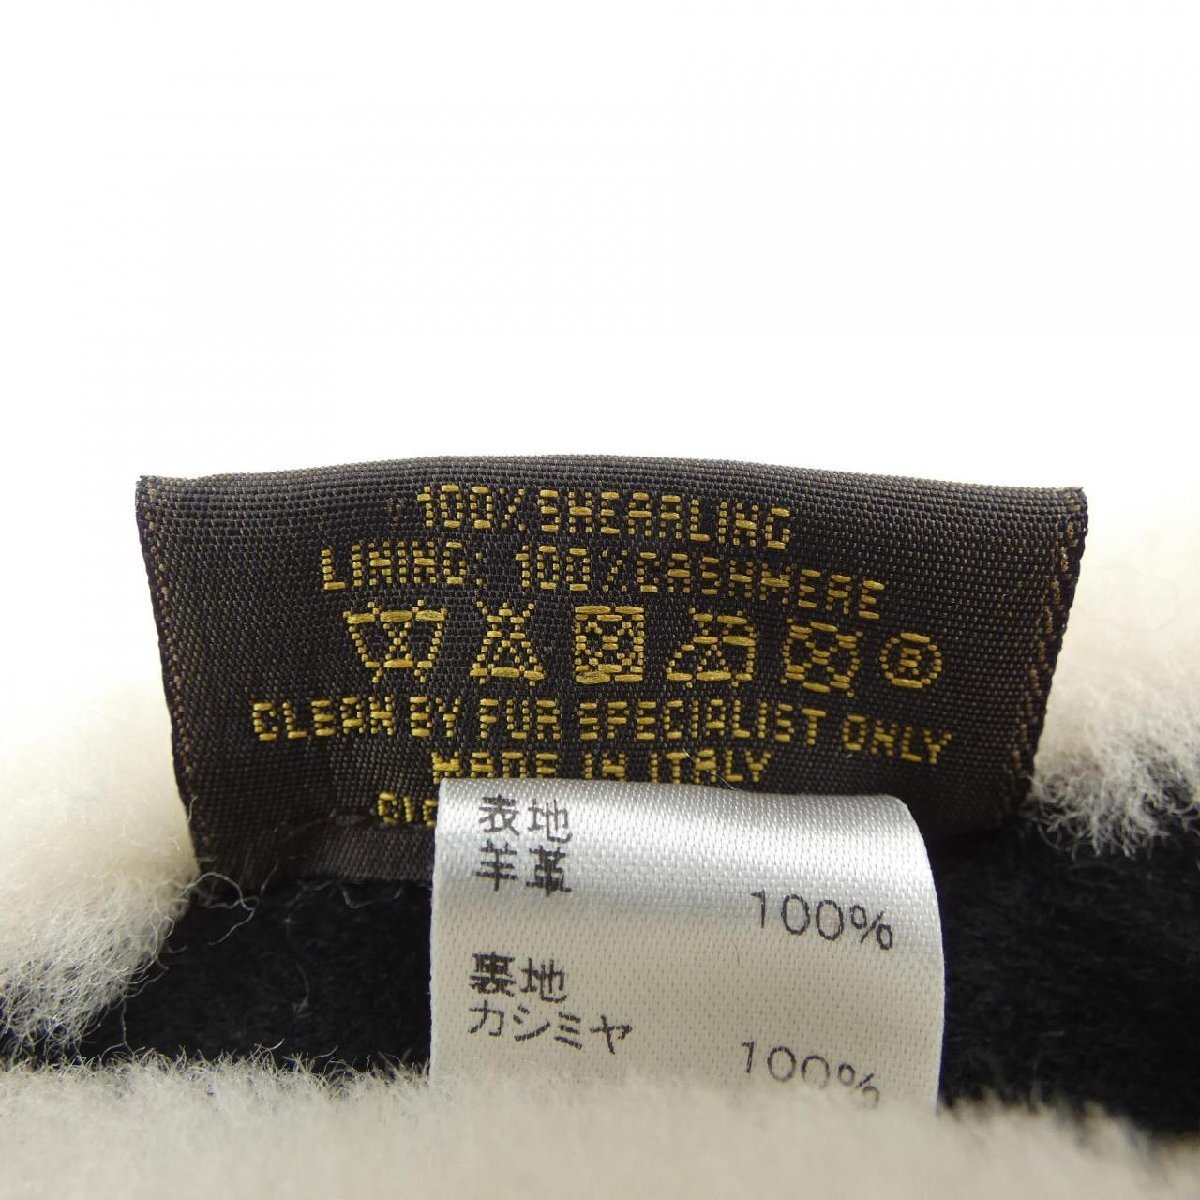 100% SHEARLING
LINING: 100% CASHMERE
®
CLEAN BY FUR SPECIALIST ONLY
MADE IN ITALY
表地
羊革
100%
裏地
カシミヤ
100%